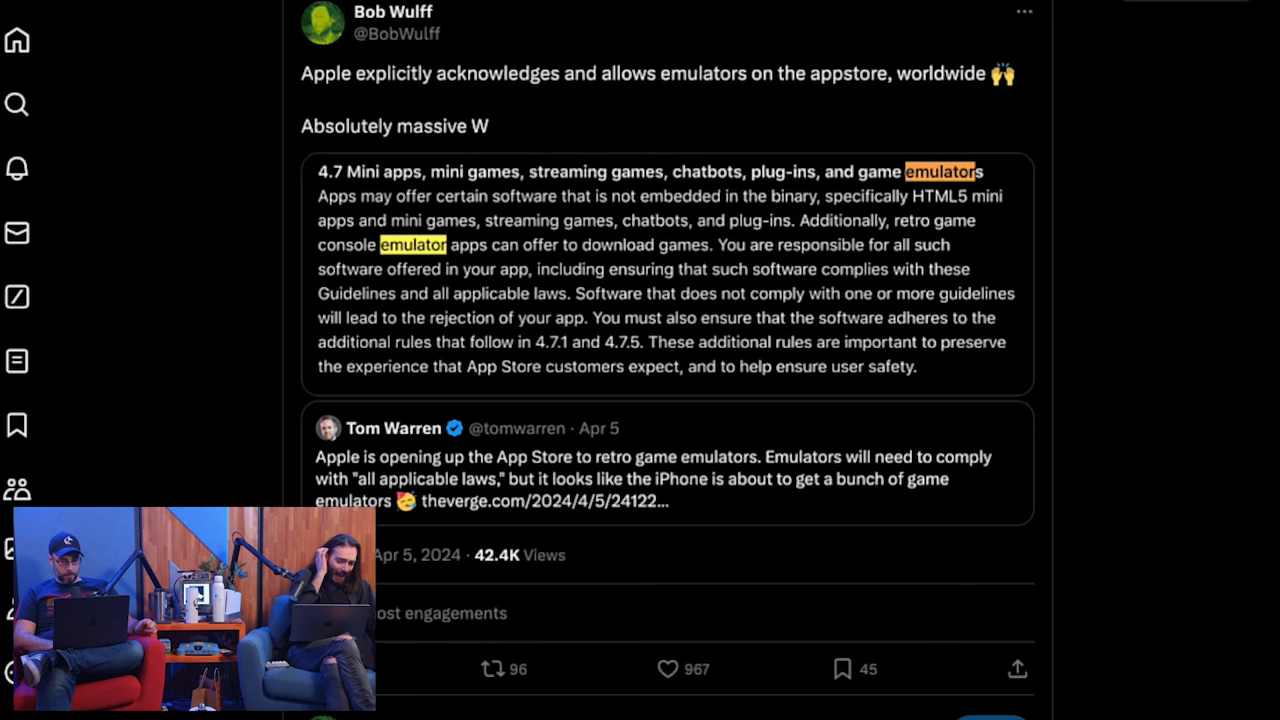 Bob Wulff
@BobWulff
Apple explicitly acknowledges and allows emulators on the appstore, worldwide 🙌
Absolutely massive W
4.7 Mini apps, mini games, streaming games, chatbots, plug-ins, and game emulators
Apps may offer certain software that is not embedded in the binary, specifically HTML5 mini
apps and mini games, streaming games, chatbots, and plug-ins. Additionally, retro game
console emulator apps can offer to download games. You are responsible for all such
software offered in your app, including ensuring that such software complies with these
Guidelines and all applicable laws. Software that does not comply with one or more guidelines
will lead to the rejection of your app. You must also ensure that the software adheres to the
additional rules that follow in 4.7.1 and 4.7.5. These additional rules are important to preserve
the experience that App Store customers expect, and to help ensure user safety.
Tom Warren @tomwarren · Apr 5
Apple is opening up the App Store to retro game emulators. Emulators will need to comply
with "all applicable laws," but it looks like the iPhone is about to get a bunch of game
emulators 🥳 theverge.com/2024/4/5/24122...
Apr 5, 2024 · 42.4K Views
ost engagements
96 967 45